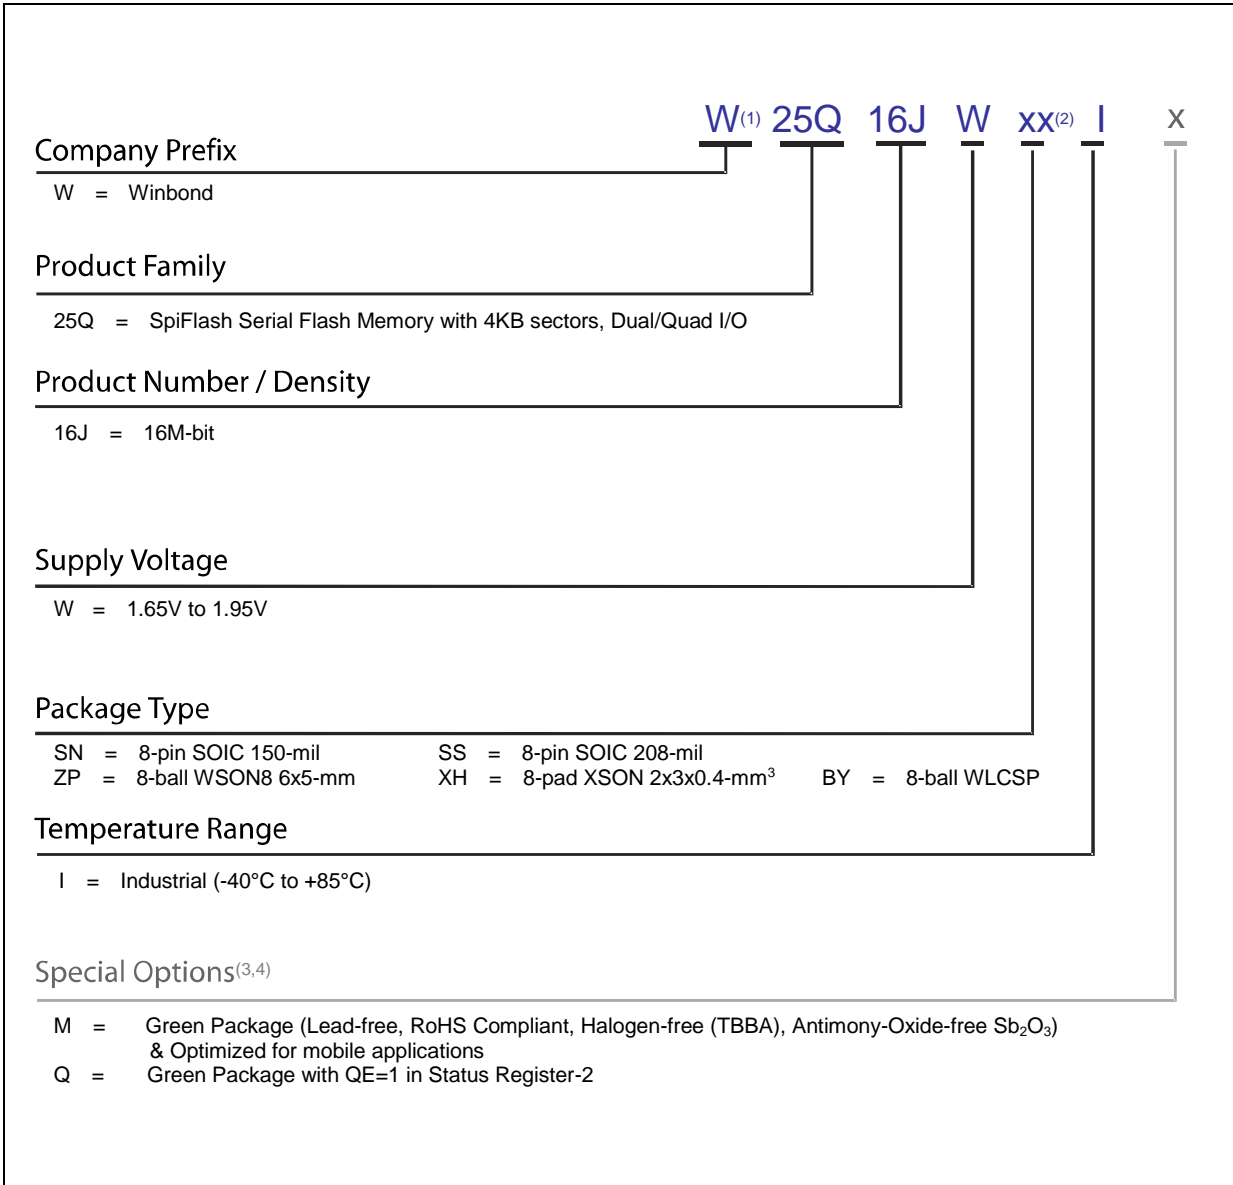 W(1) 25Q 16J W xx(2) I x
Company Prefix
W = Winbond
Product Family
25Q = SpiFlash Serial Flash Memory with 4KB sectors, Dual/Quad I/O
Product Number / Density
16J = 16M-bit
Supply Voltage
W = 1.65V to 1.95V
Package Type
SN = 8-pin SOIC 150-mil SS = 8-pin SOIC 208-mil
ZP = 8-ball WSON8 6x5-mm XH = 8-pad XSON 2x3x0.4-mm³ BY = 8-ball WLCSP
Temperature Range
I = Industrial (-40°C to +85°C)
Special Options(3,4)
M = Green Package (Lead-free, RoHS Compliant, Halogen-free (TBBA), Antimony-Oxide-free Sb₂O₃)
& Optimized for mobile applications
Q = Green Package with QE=1 in Status Register-2